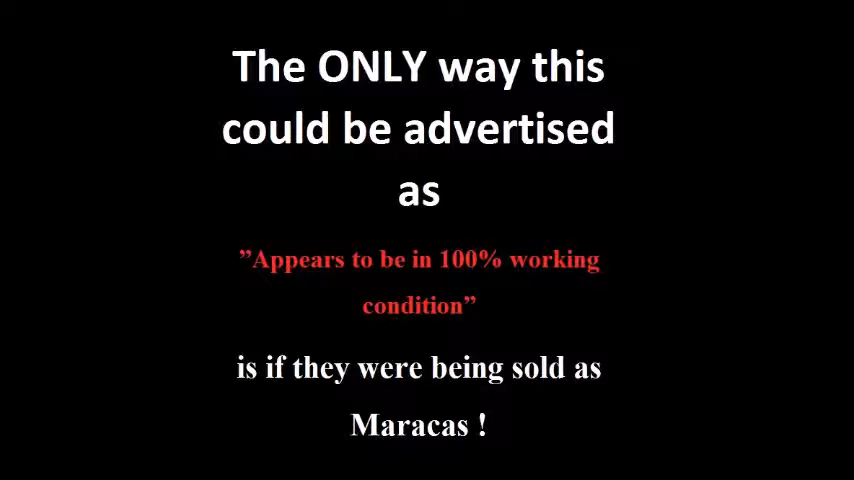 The ONLY way this
could be advertised
as
”Appears to be in 100% working
condition”
is if they were being sold as
Maracas !